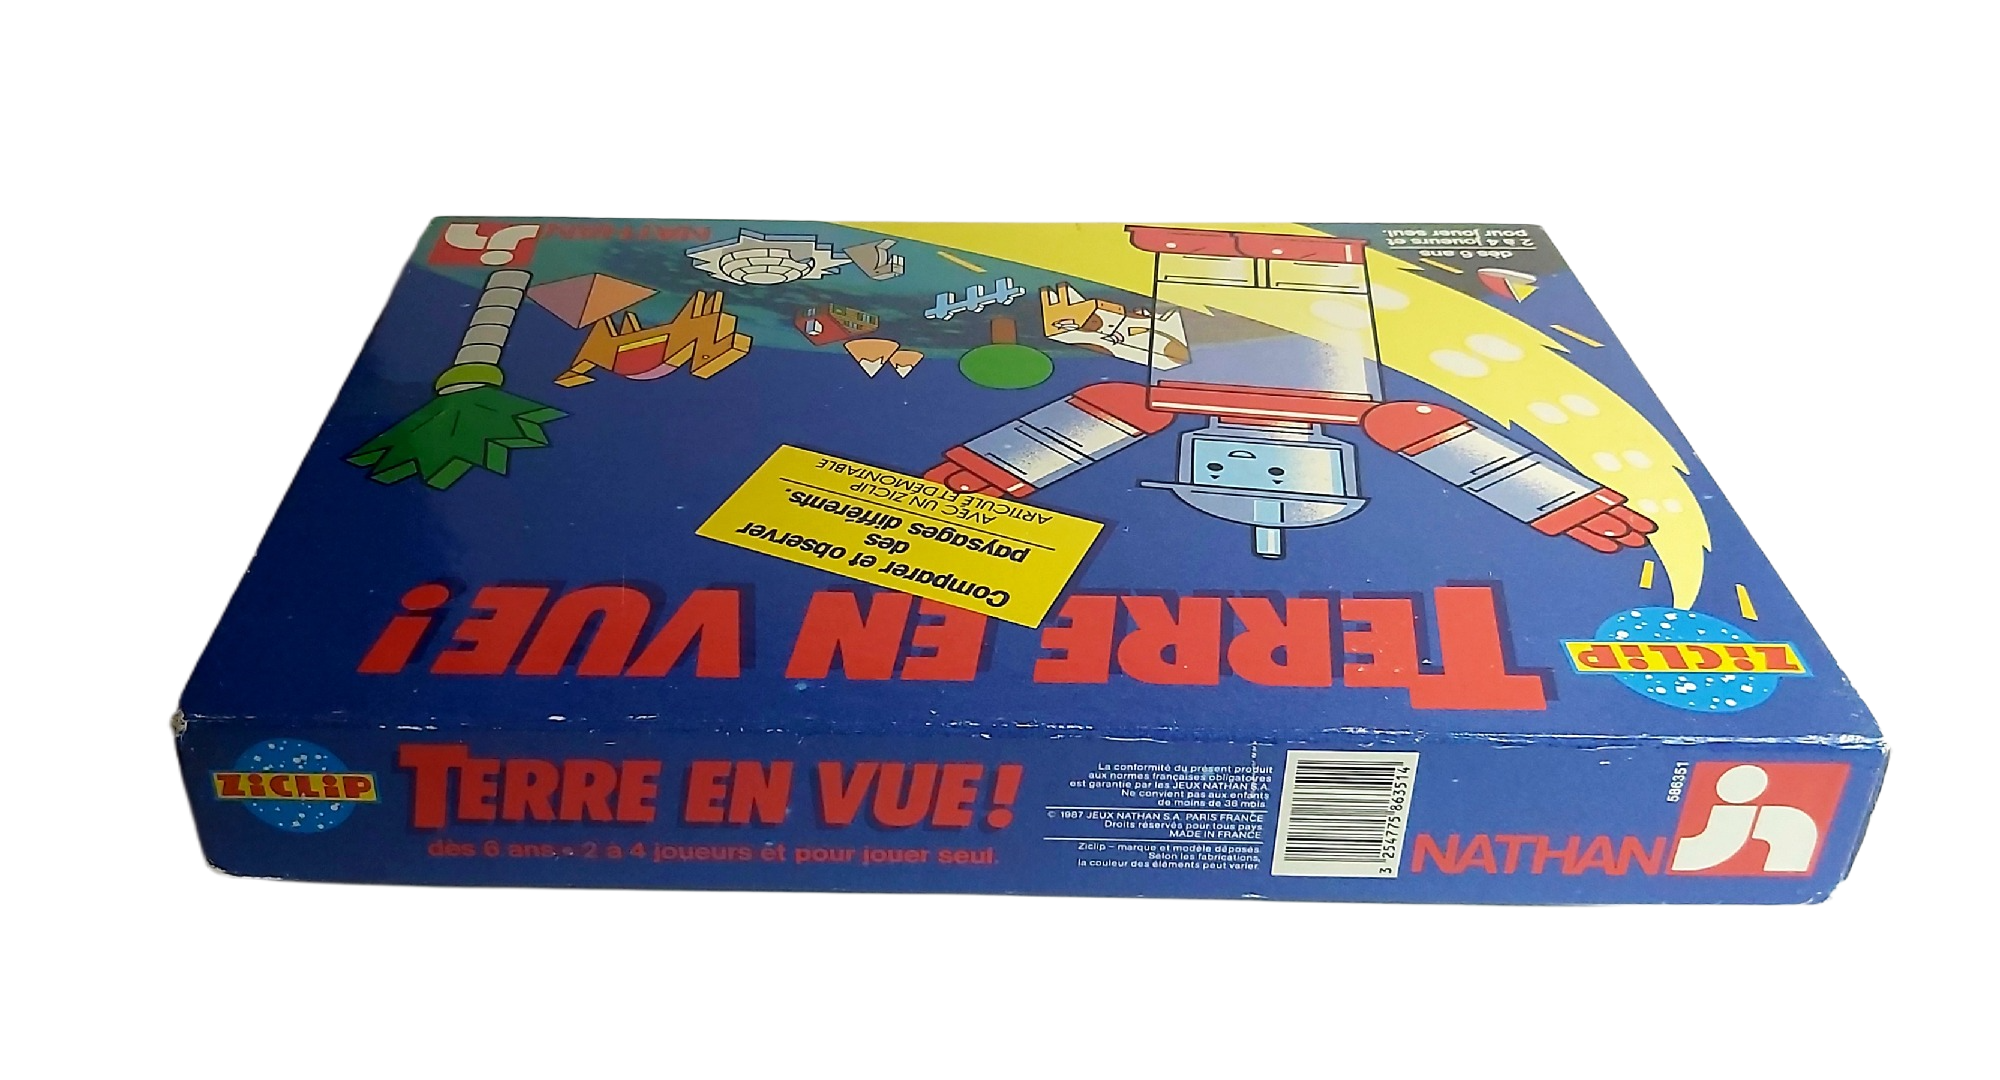 NATHAN
dès 6 ans
2 à 4 joueurs et
pour jouer seul.
Comparer et observer
des
paysages différents.
AVEC UN ZICLIP
ARTICULÉ ET DÉMONTABLE
TERRE EN VUE!
ZiCLiP
ZiCLiP
TERRE EN VUE!
dès 6 ans • 2 à 4 joueurs et pour jouer seul.
La conformité du présent produit
aux normes françaises obligatoires
est garantie par les JEUX NATHAN S.A.
Ne convient pas aux enfants
de moins de 36 mois.
© 1987 JEUX NATHAN S.A. PARIS FRANCE
Droits réservés pour tous pays.
MADE IN FRANCE.
Ziclip – marque et modèle déposés.
Selon les fabrications,
la couleur des éléments peut varier.
3 254775 863514
586351
NATHAN